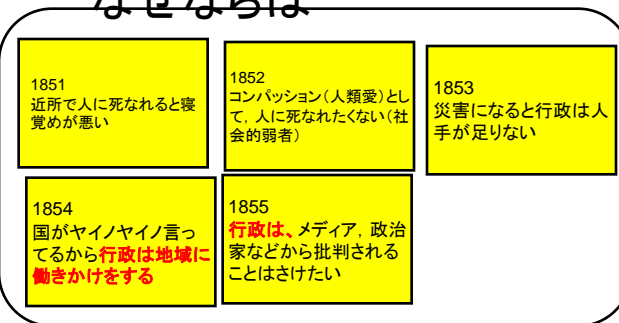 なぜならば
1851
近所で人に死なれると寝
覚めが悪い
1852
コンパッション(人類愛)とし
て，人に死なれたくない(社
会的弱者)
1853
災害になると行政は人
手が足りない
1854
国がヤイノヤイノ言っ
てるから行政は地域に
働きかけをする
1855
行政は、メディア，政治
家などから批判される
ことはさけたい